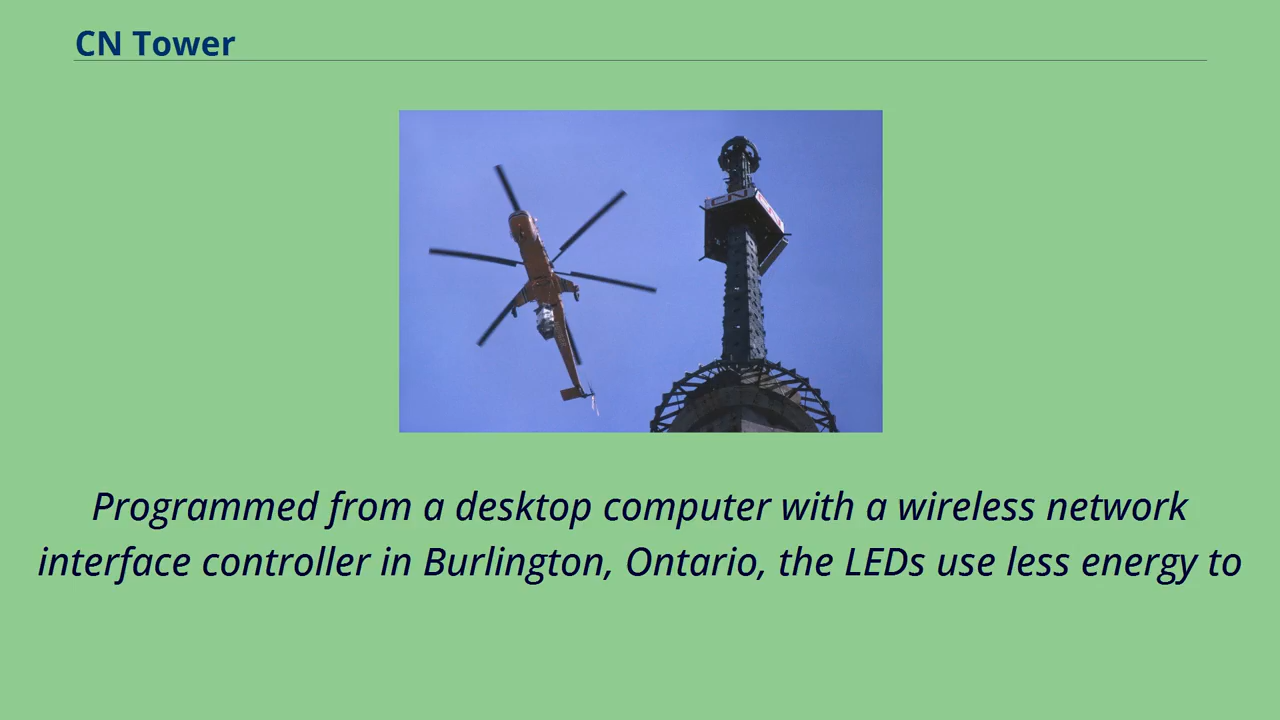 CN Tower
CN
Programmed from a desktop computer with a wireless network
interface controller in Burlington, Ontario, the LEDs use less energy to